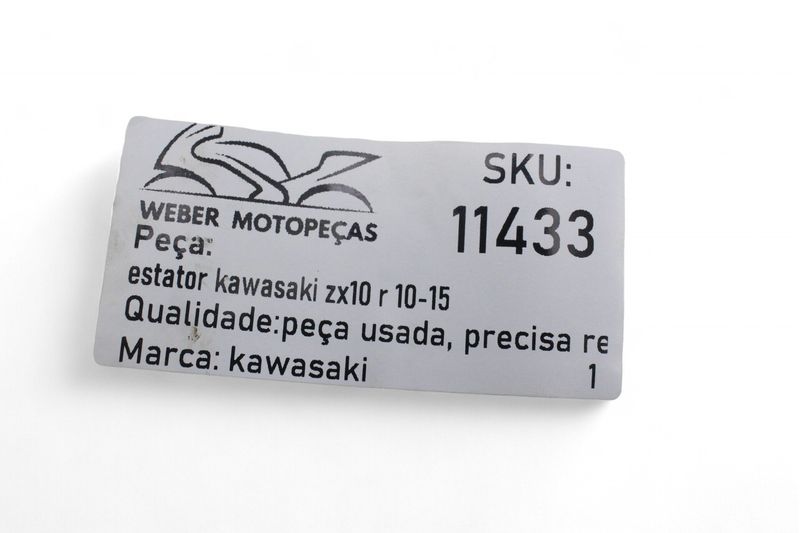 WEBER MOTOPEÇAS
SKU:
11433
Peça:
estator kawasaki zx10 r 10-15
Qualidade:peça usada, precisa re
Marca: kawasaki
1